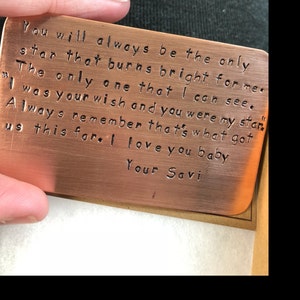 You will always be the only
star that burns bright for me.
The only one that I can see.
"I was your wish and you were my star."
Always remember that's what got
us this far. I love you baby
Your Savi